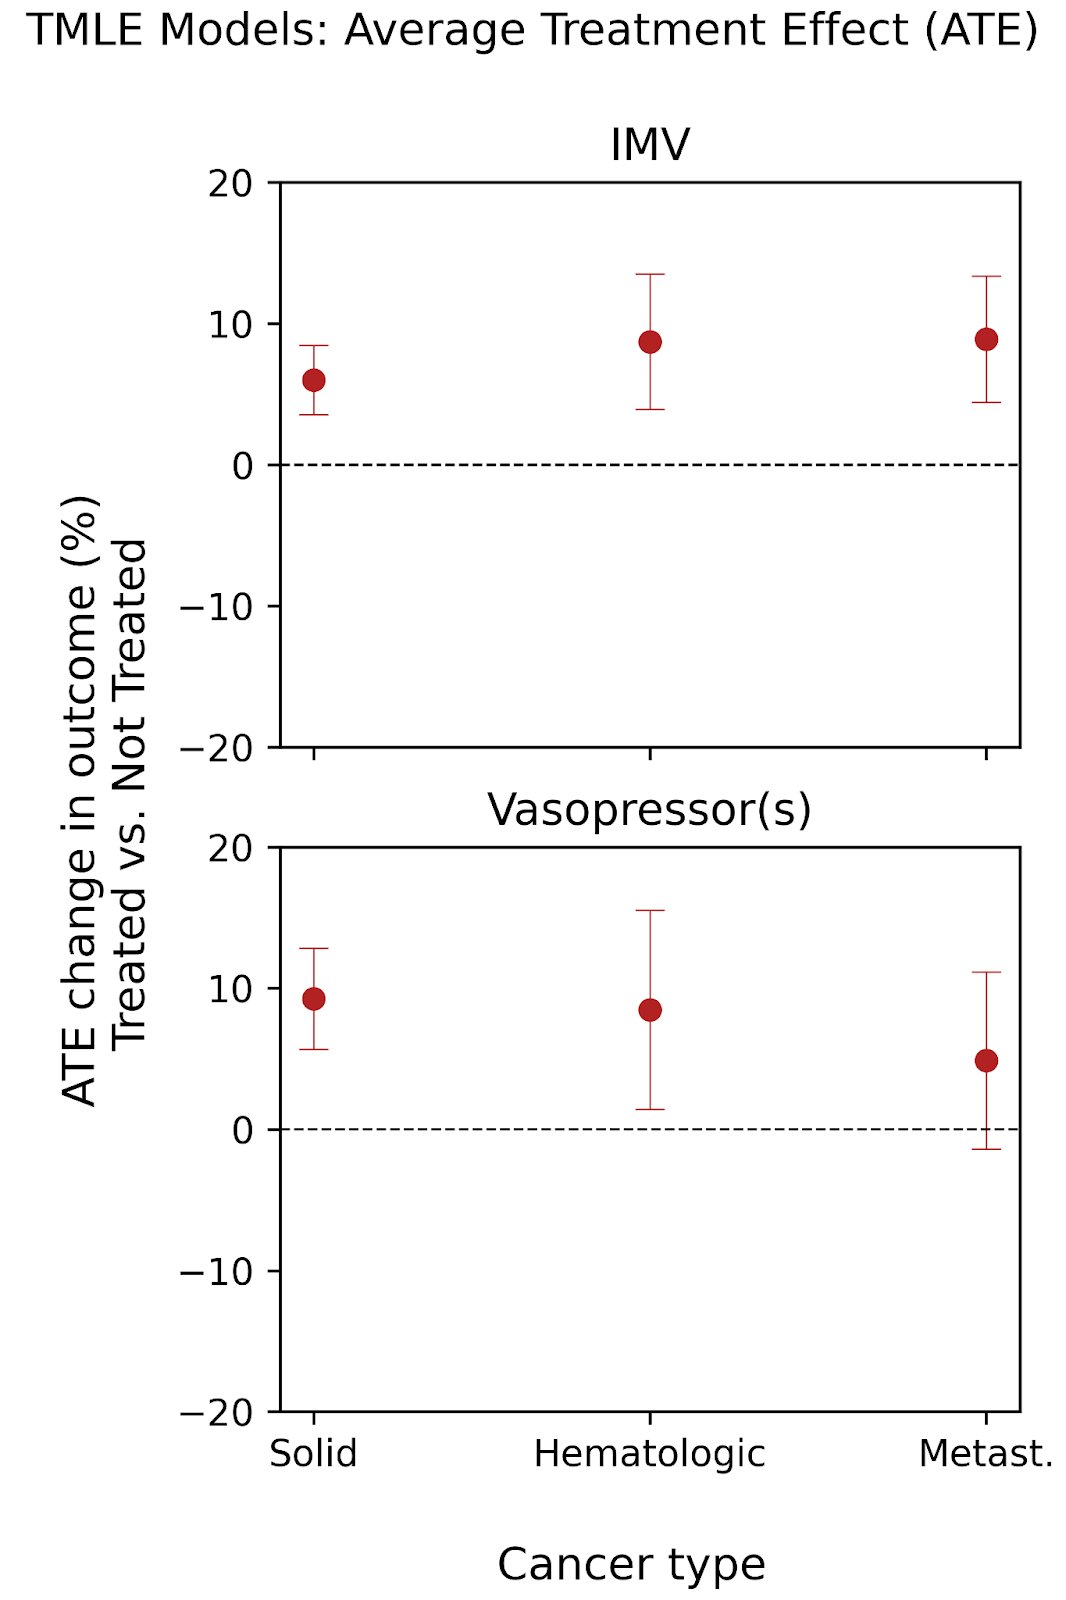 TMLE Models: Average Treatment Effect (ATE)
IMV
20
10
0
−10
−20
ATE change in outcome (%)
Treated vs. Not Treated
Vasopressor(s)
20
10
0
−10
−20
Solid Hematologic Metast.
Cancer type